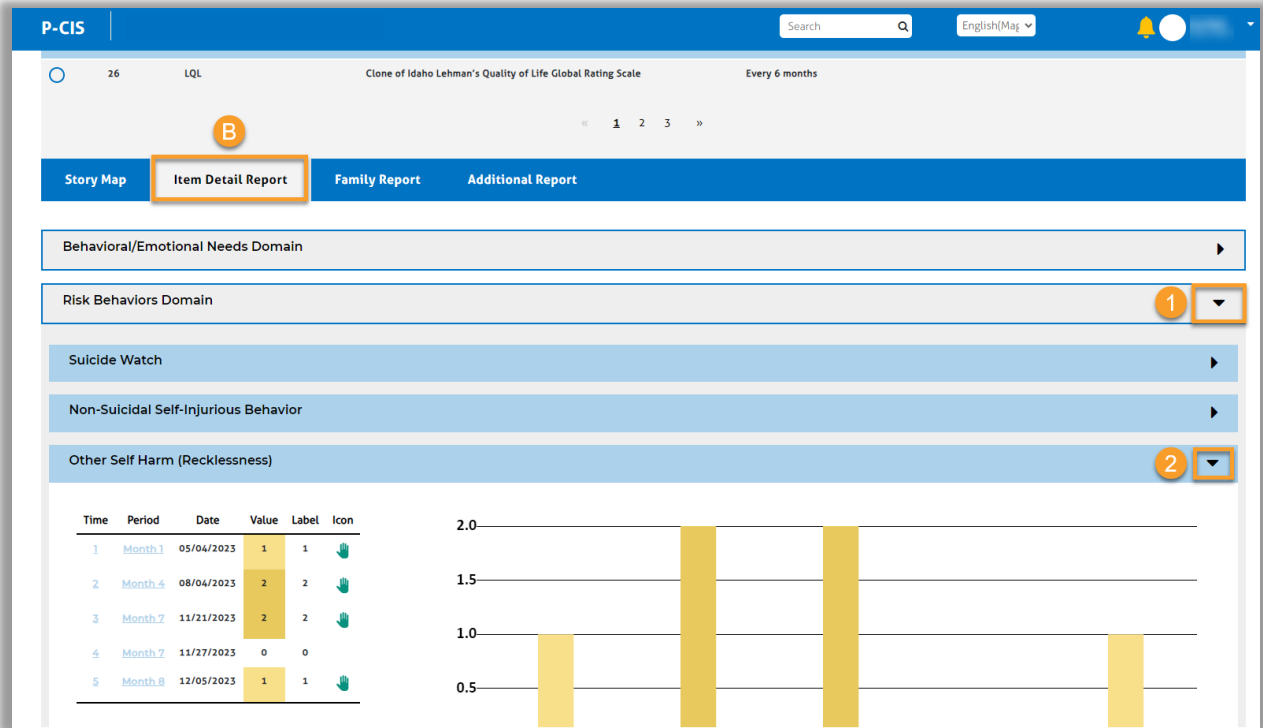 P-CIS
Search
English(Ma
26 LQL Clone of Idaho Lehman's Quality of Life Global Rating Scale Every 6 months
« 1 2 3 »
B
Story Map Item Detail Report Family Report Additional Report
Behavioral/Emotional Needs Domain
Risk Behaviors Domain
1
Suicide Watch
Non-Suicidal Self-Injurious Behavior
Other Self Harm (Recklessness)
2
Time Period Date Value Label Icon
1 Month 1 05/04/2023 1 1
2 Month 4 08/04/2023 2 2
3 Month 7 11/21/2023 2 2
4 Month 7 11/27/2023 0 0
5 Month 8 12/05/2023 1 1
2.0
1.5
1.0
0.5